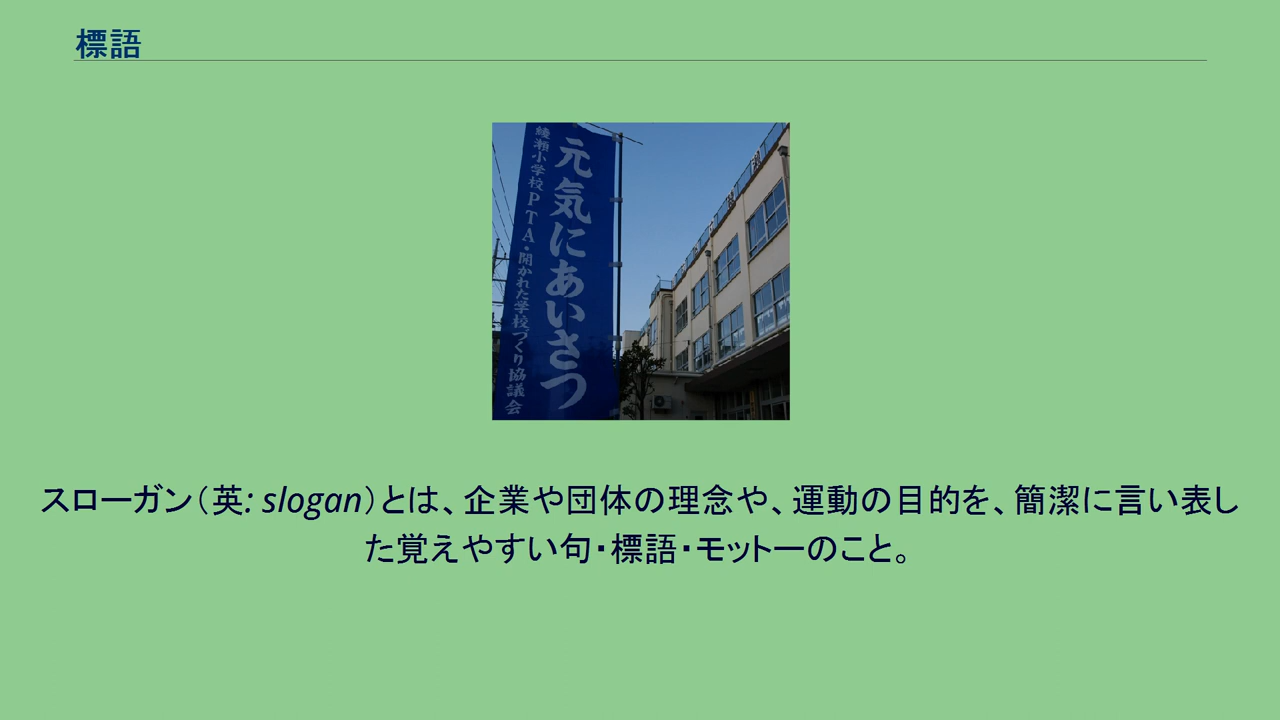 標語
元気にあいさつ
綾瀬小学校PTA・開かれた学校づくり協議会
スローガン（英: slogan）とは、企業や団体の理念や、運動の目的を、簡潔に言い表し
た覚えやすい句・標語・モットーのこと。